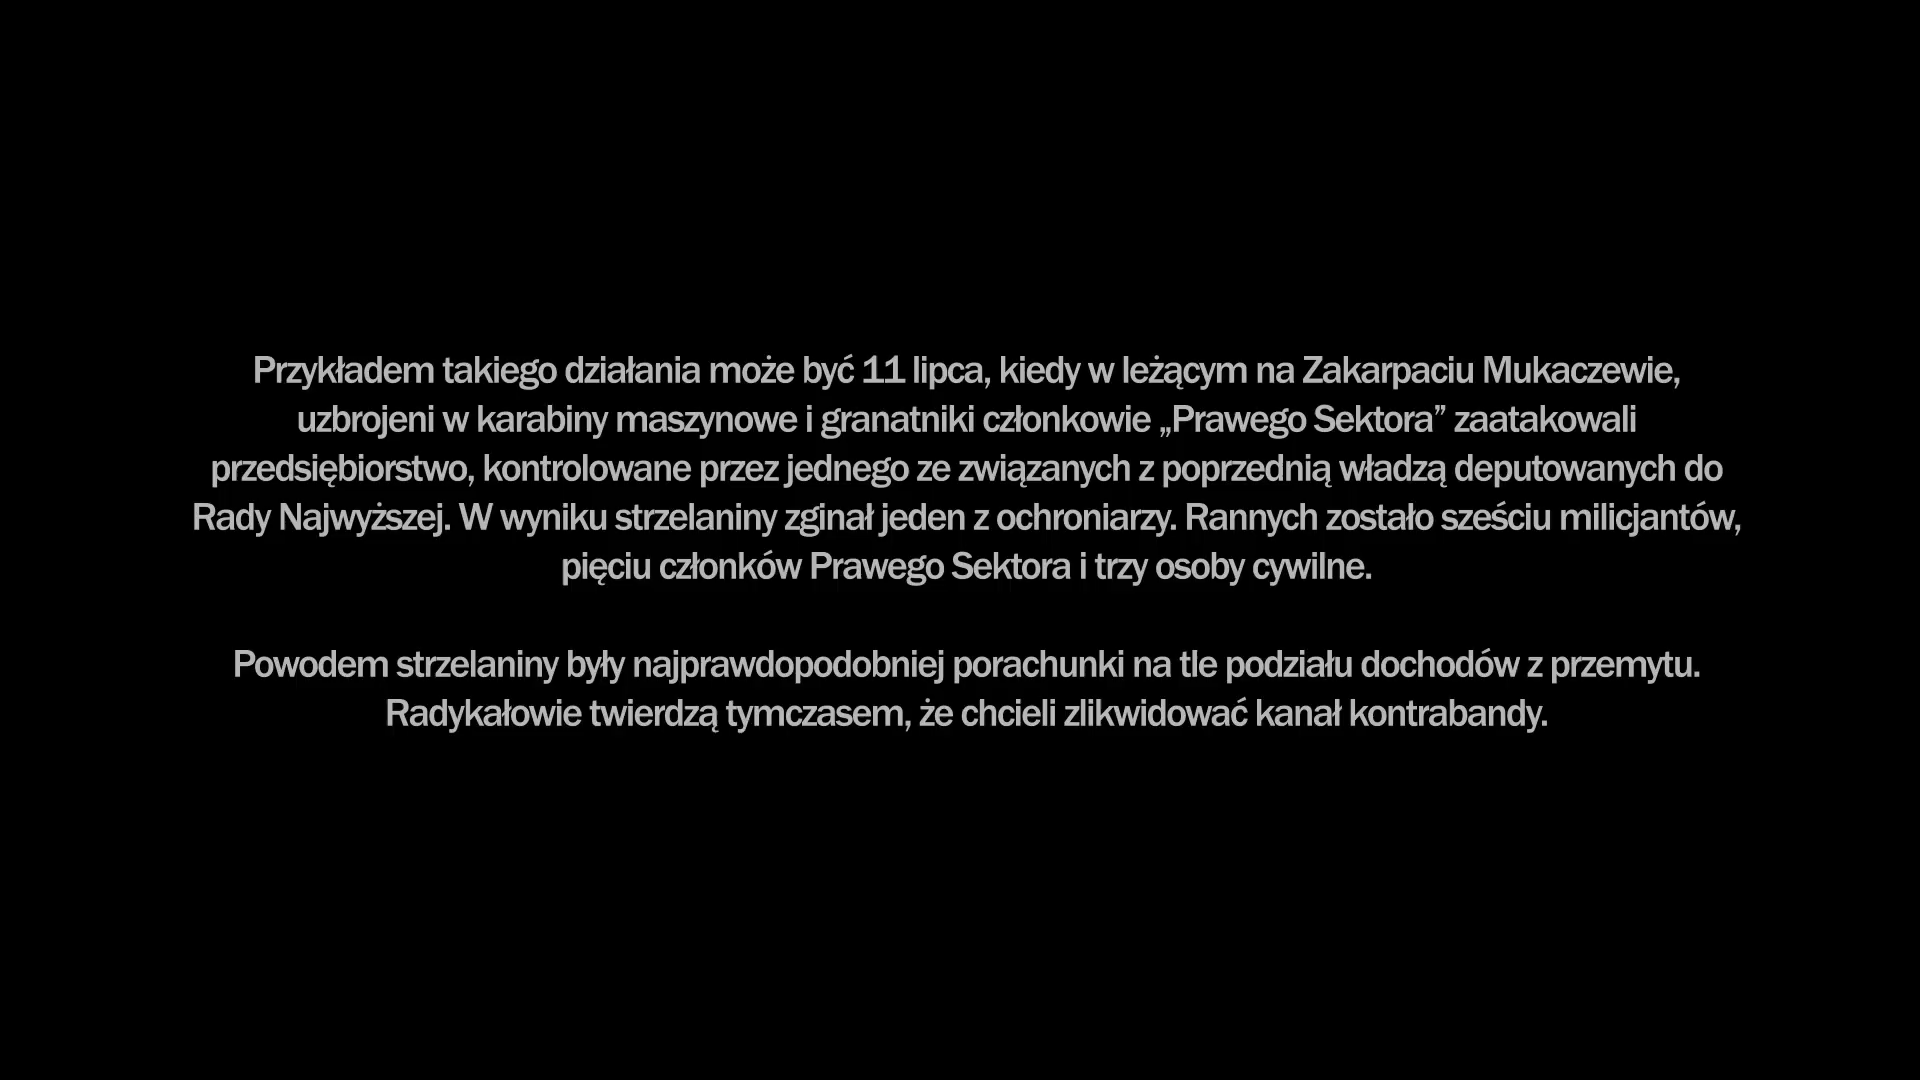 Przykładem takiego działania może być 11 lipca, kiedy w leżącym na Zakarpaciu Mukaczewie,
uzbrojeni w karabiny maszynowe i granatniki członkowie „Prawego Sektora” zaatakowali
przedsiębiorstwo, kontrolowane przez jednego ze związanych z poprzednią władzą deputowanych do
Rady Najwyższej. W wyniku strzelaniny zginał jeden z ochroniarzy. Rannych zostało sześciu milicjantów,
pięciu członków Prawego Sektora i trzy osoby cywilne.
Powodem strzelaniny były najprawdopodobniej porachunki na tle podziału dochodów z przemytu.
Radykałowie twierdzą tymczasem, że chcieli zlikwidować kanał kontrabandy.